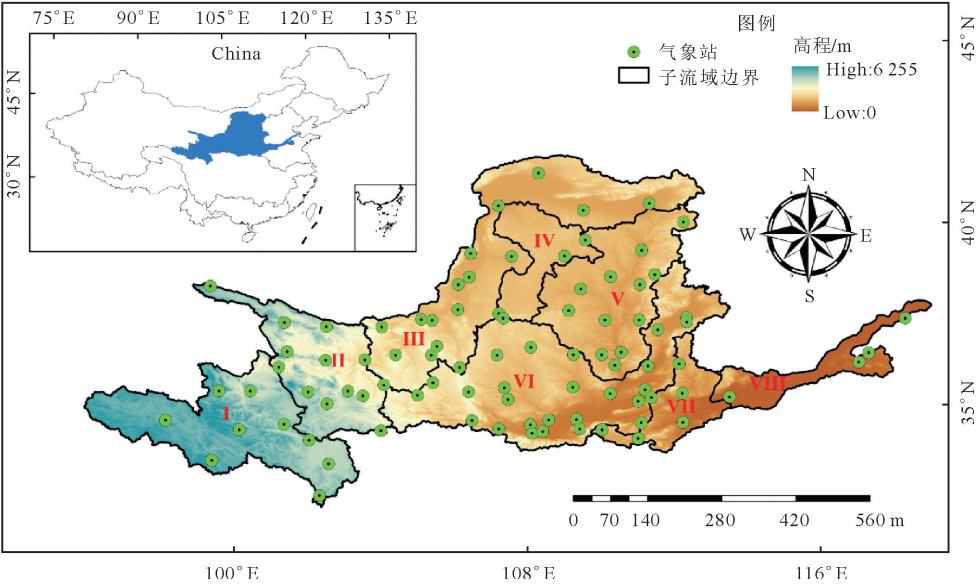 75°E 90°E 105°E 120°E 135°E
China
45°N
30°N
图例
气象站
子流域边界
高程/m
High:6 255
Low:0
45°N
40°N
35°N
N
W E
S
IV
V
III
II
VI
I
VII
VIII
0 70 140 280 420 560 m
100°E 108°E 116°E